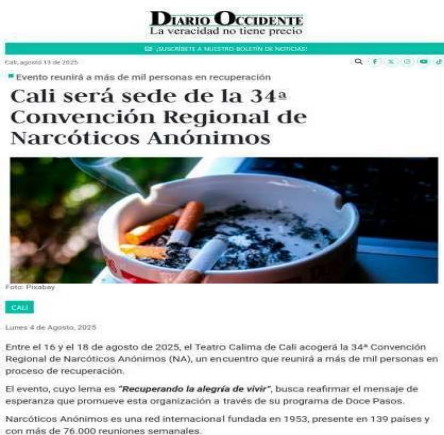 DIARIO OCCIDENTE
La veracidad no tiene precio
¡SUSCRÍBETE A NUESTRO BOLETÍN DE NOTICIAS!
Cali, agosto 13 de 2025
Evento reunirá a más de mil personas en recuperación
Cali será sede de la 34ª
Convención Regional de
Narcóticos Anónimos
Foto: Pixabay
CALI
Lunes 4 de Agosto, 2025
Entre el 16 y el 18 de agosto de 2025, el Teatro Calima de Cali acogerá la 34ª Convención
Regional de Narcóticos Anónimos (NA), un encuentro que reunirá a más de mil personas en
proceso de recuperación.
El evento, cuyo lema es "Recuperando la alegría de vivir", busca reafirmar el mensaje de
esperanza que promueve esta organización a través de su programa de Doce Pasos.
Narcóticos Anónimos es una red internacional fundada en 1953, presente en 139 países y
con más de 76.000 reuniones semanales.